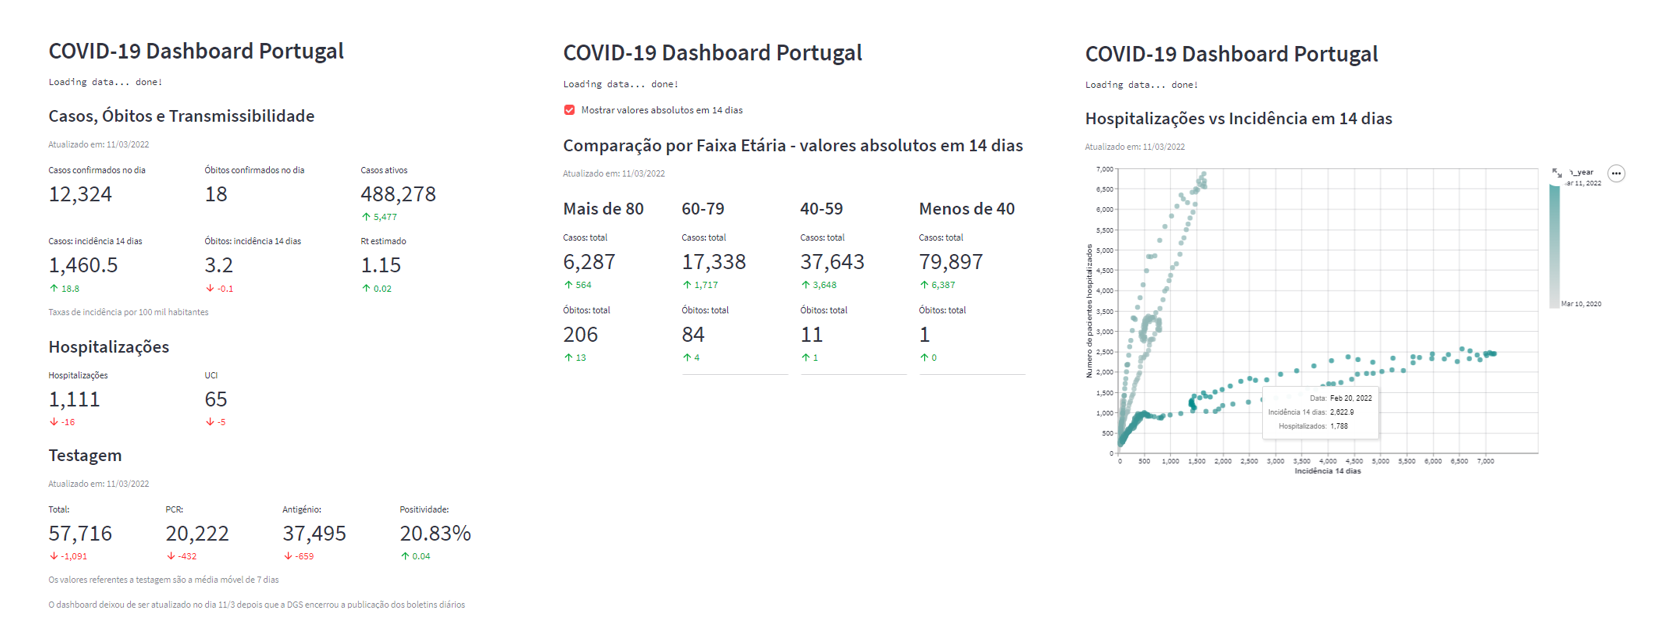 COVID-19 Dashboard Portugal
Loading data... done!
Casos, Óbitos e Transmissibilidade
Atualizado em: 11/03/2022
Casos confirmados no dia
Óbitos confirmados no dia
Casos ativos
12,324
18
488,278
↑ 5,477
Casos: incidência 14 dias
Óbitos: incidência 14 dias
Rt estimado
1,460.5
3.2
1.15
↑ 18.8
↓ -0.1
↑ 0.02
Taxas de incidência por 100 mil habitantes
Hospitalizações
Hospitalizações
UCI
1,111
65
↓ -16
↓ -5
Testagem
Atualizado em: 11/03/2022
Total:
PCR:
Antigénio:
Positividade:
57,716
20,222
37,495
20.83%
↓ -1,091
↓ -432
↓ -659
↑ 0.04
Os valores referentes a testagem são a média móvel de 7 dias
O dashboard deixou de ser atualizado no dia 11/3 depois que a DGS encerrou a publicação dos boletins diários
COVID-19 Dashboard Portugal
Loading data... done!
Mostrar valores absolutos em 14 dias
Comparação por Faixa Etária - valores absolutos em 14 dias
Atualizado em: 11/03/2022
Mais de 80
60-79
40-59
Menos de 40
Casos: total
Casos: total
Casos: total
Casos: total
6,287
17,338
37,643
79,897
↑ 564
↑ 1,717
↑ 3,648
↑ 6,387
Óbitos: total
Óbitos: total
Óbitos: total
Óbitos: total
206
84
11
1
↑ 13
↑ 4
↑ 1
↑ 0
COVID-19 Dashboard Portugal
Loading data... done!
Hospitalizações vs Incidência em 14 dias
Atualizado em: 11/03/2022
7,000
6,500
6,000
5,500
5,000
4,500
4,000
3,500
3,000
2,500
2,000
1,500
1,000
500
0
Numero de pacientes hospitalizados
0
500
1,000
1,500
2,000
2,500
3,000
3,500
4,000
4,500
5,000
5,500
6,000
6,500
7,000
Incidência 14 dias
Data: Feb 20, 2022
Incidência 14 dias: 2,622.9
Hospitalizados: 1,788
_year
ar 11, 2022
Mar 10, 2020